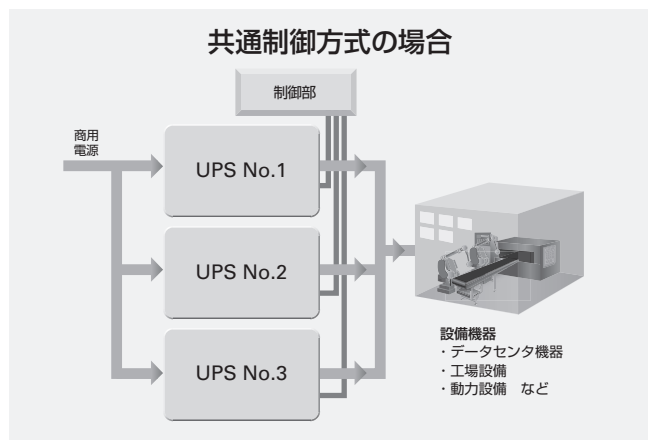 共通制御方式の場合
制御部
商用
電源
UPS No.1
UPS No.2
UPS No.3
設備機器
・データセンタ機器
・工場設備
・動力設備　など